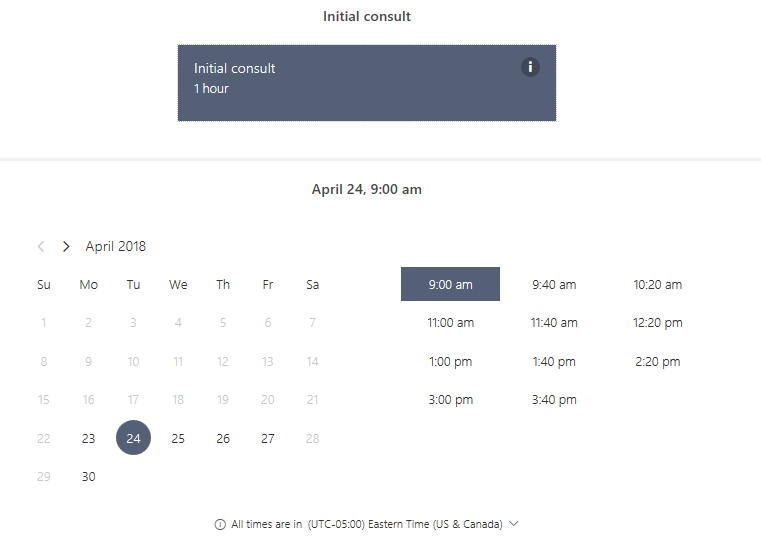 Initial consult
Initial consult
1 hour
i
April 24, 9:00 am
April 2018
Su Mo Tu We Th Fr Sa
1 2 3 4 5 6 7
8 9 10 11 12 13 14
15 16 17 18 19 20 21
22 23 24 25 26 27 28
29 30
9:00 am 9:40 am 10:20 am
11:00 am 11:40 am 12:20 pm
1:00 pm 1:40 pm 2:20 pm
3:00 pm 3:40 pm
All times are in (UTC-05:00) Eastern Time (US & Canada)